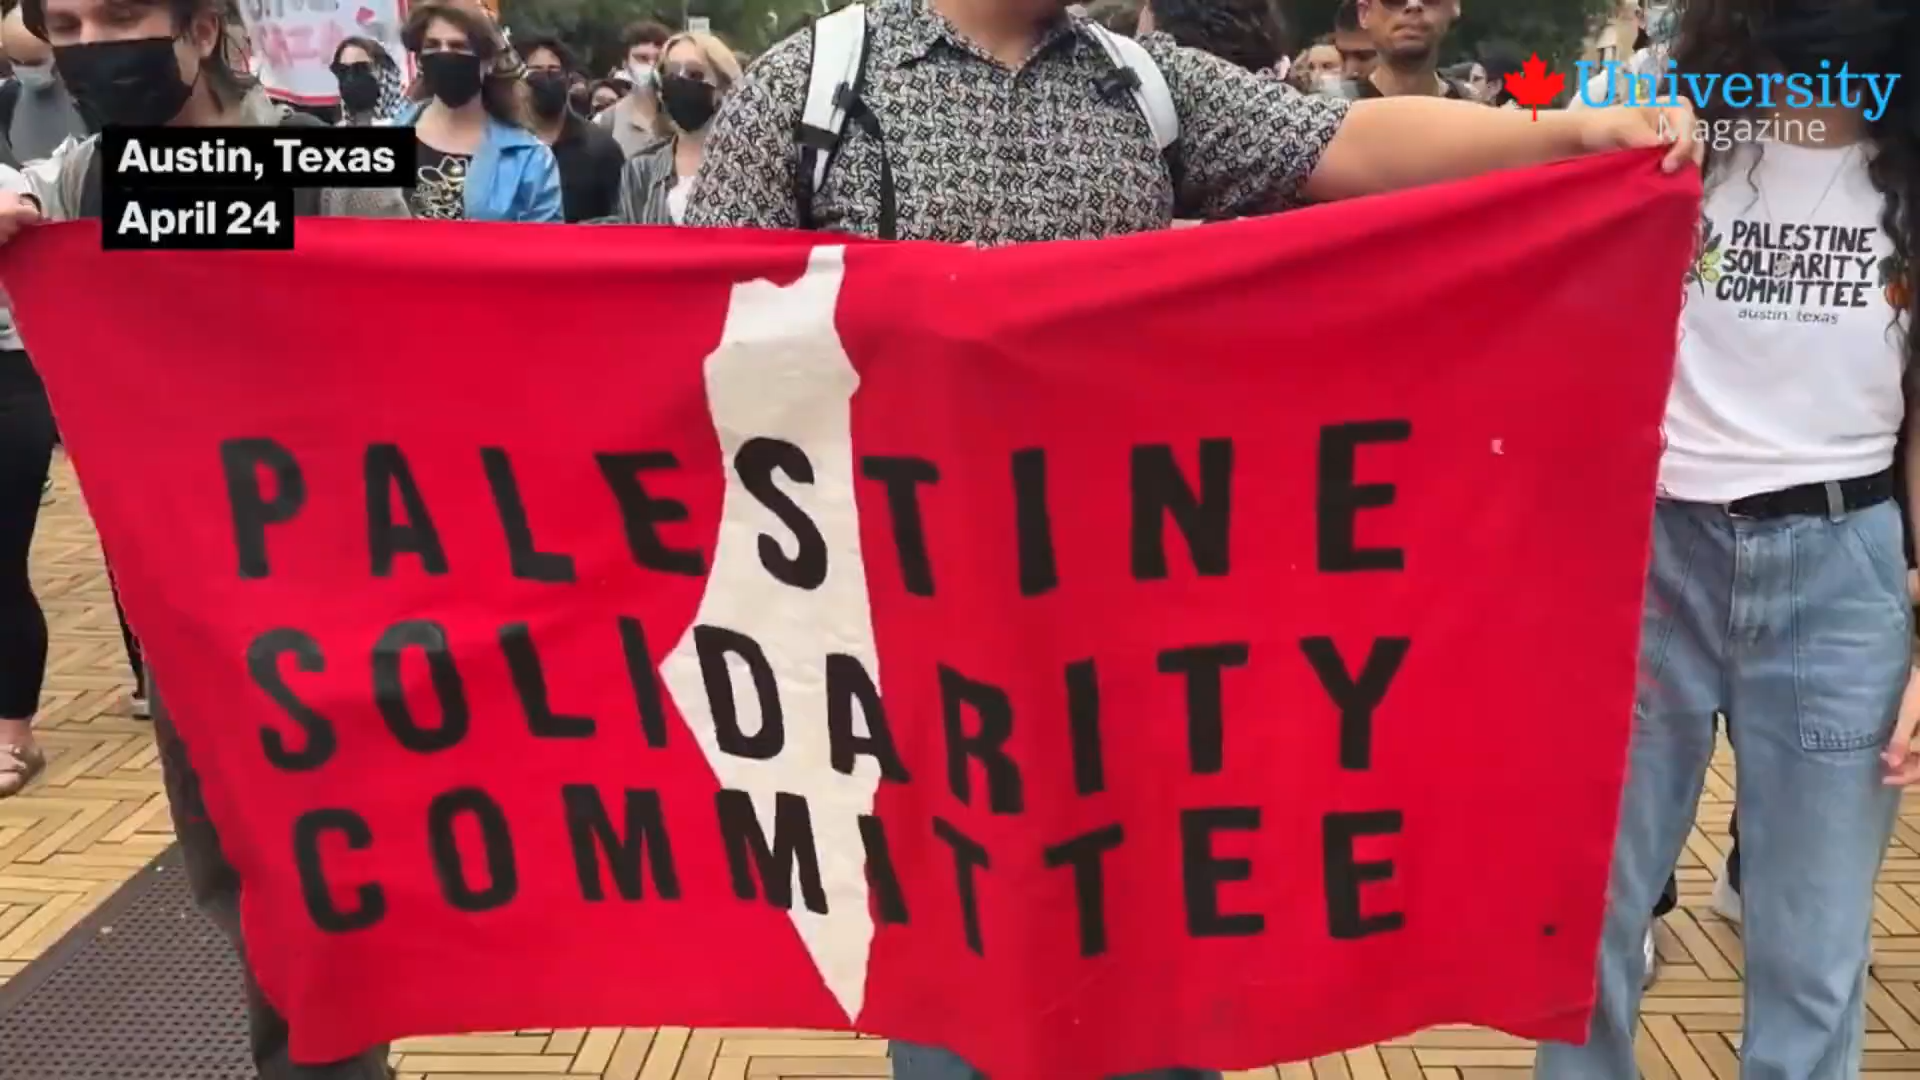 University
Magazine
Austin, Texas
April 24
PALESTINE
SOLIDARITY
COMMITTEE
austin, texas
PALESTINE
SOLIDARITY
COMMITTEE